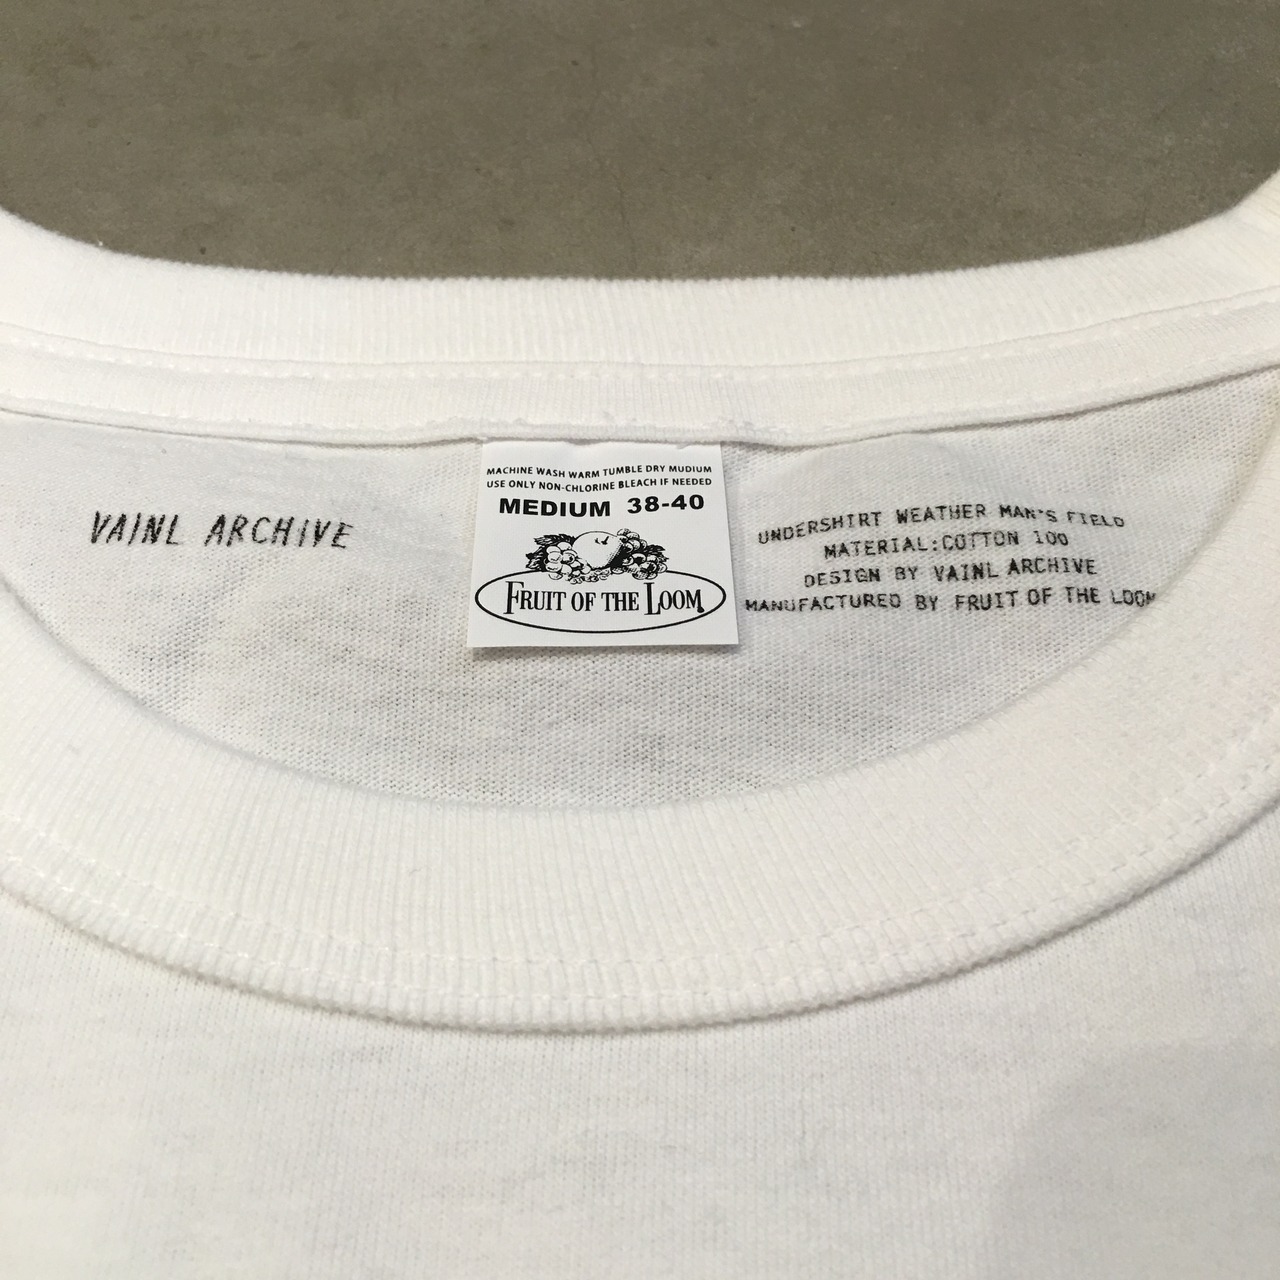 VAINL ARCHIVE
MACHINE WASH WARM TUMBLE DRY MUDIUM
USE ONLY NON-CHLORINE BLEACH IF NEEDED
MEDIUM 38-40
FRUIT OF THE LOOM
UNDERSHIRT WEATHER MAN'S FIELD
MATERIAL:COTTON 100
DESIGN BY VAINL ARCHIVE
MANUFACTURED BY FRUIT OF THE LOOM